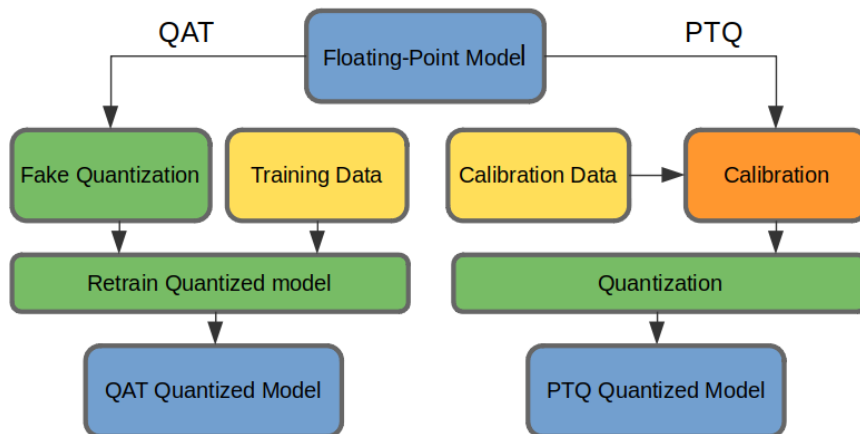 QAT
PTQ
Floating-Point Model
Fake Quantization
Training Data
Calibration Data
Calibration
Retrain Quantized model
Quantization
QAT Quantized Model
PTQ Quantized Model